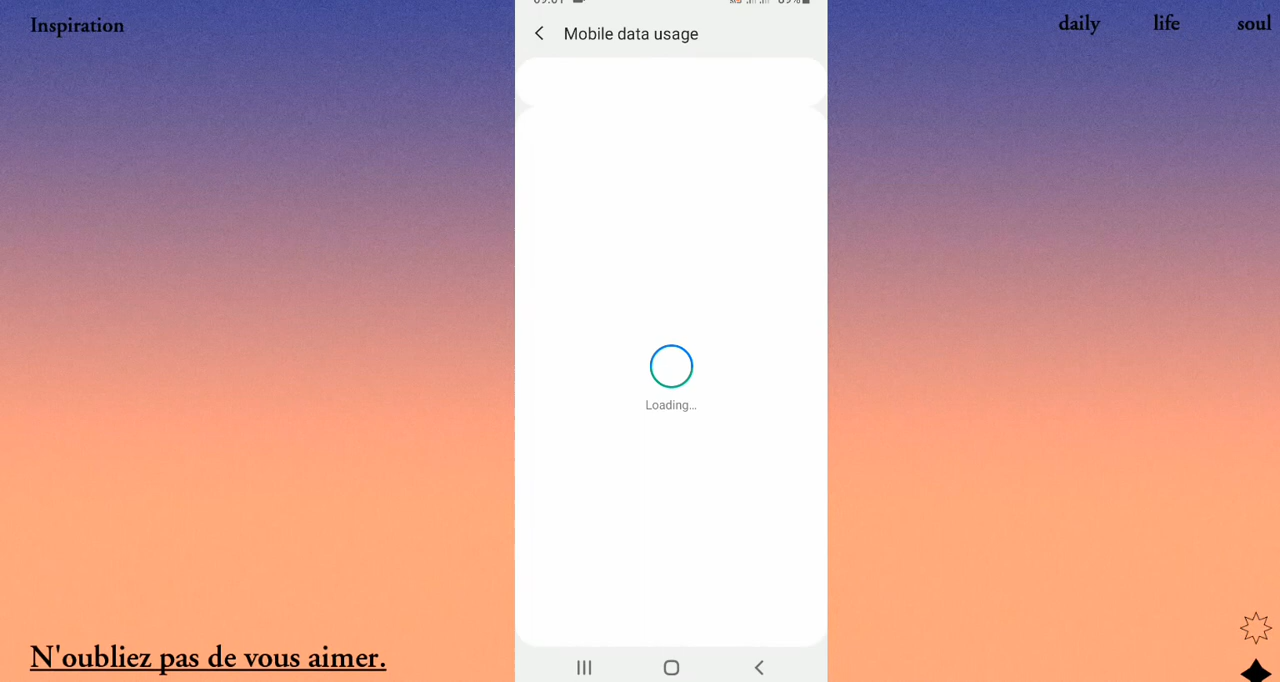 Inspiration
daily life soul
Mobile data usage
Loading...
N'oubliez pas de vous aimer.